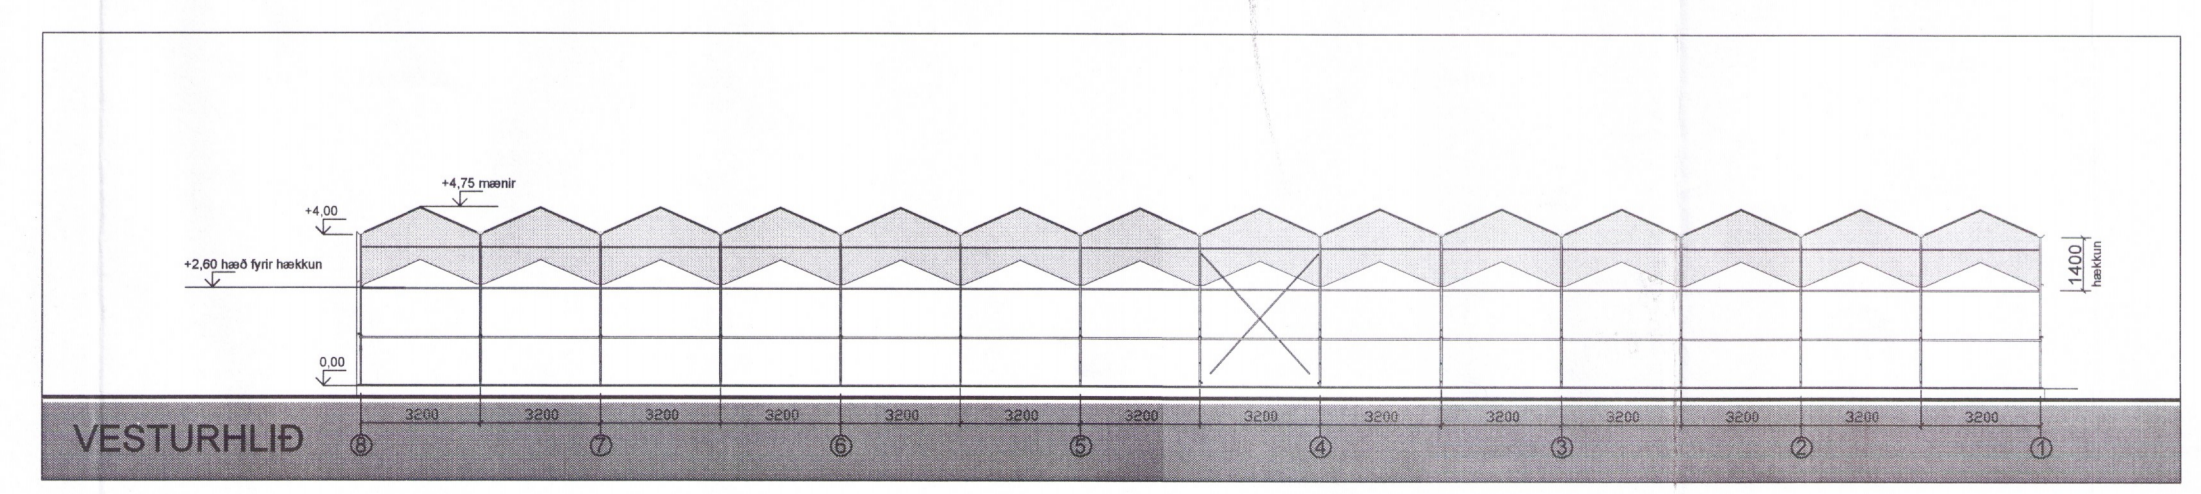 +4,75 mænir
+4,00
+2,60 hæð fyrir hækkun
1400
hækkun
0,00
3200 3200 3200 3200 3200 3200 3200 3200 3200 3200 3200 3200 3200 3200
VESTURHLIÐ
8 7 6 5 4 3 2 1